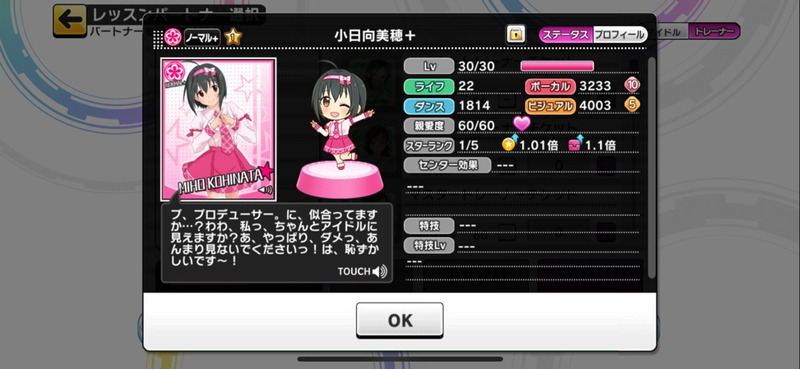 レッスンパートナー選択
ノーマル+
小日向美穂+
ステータス
プロフィール
アイドル
トレーナー
Lv 30/30
ライフ 22
ボーカル 3233 10
ダンス 1814
ビジュアル 4003 5
親愛度 60/60
スターランク 1/5 1.01倍 1.1倍
センター効果 ---
---
特技 ---
特技Lv ---
---
MIHO KOHINATA
プ、プロデューサー。に、似合ってます
か…?わわ、私っ、ちゃんとアイドルに
見えますか?あ、やっぱり、ダメっ、あ
んまり見ないでくださいっ!は、恥ずか
しいです～!
TOUCH
OK